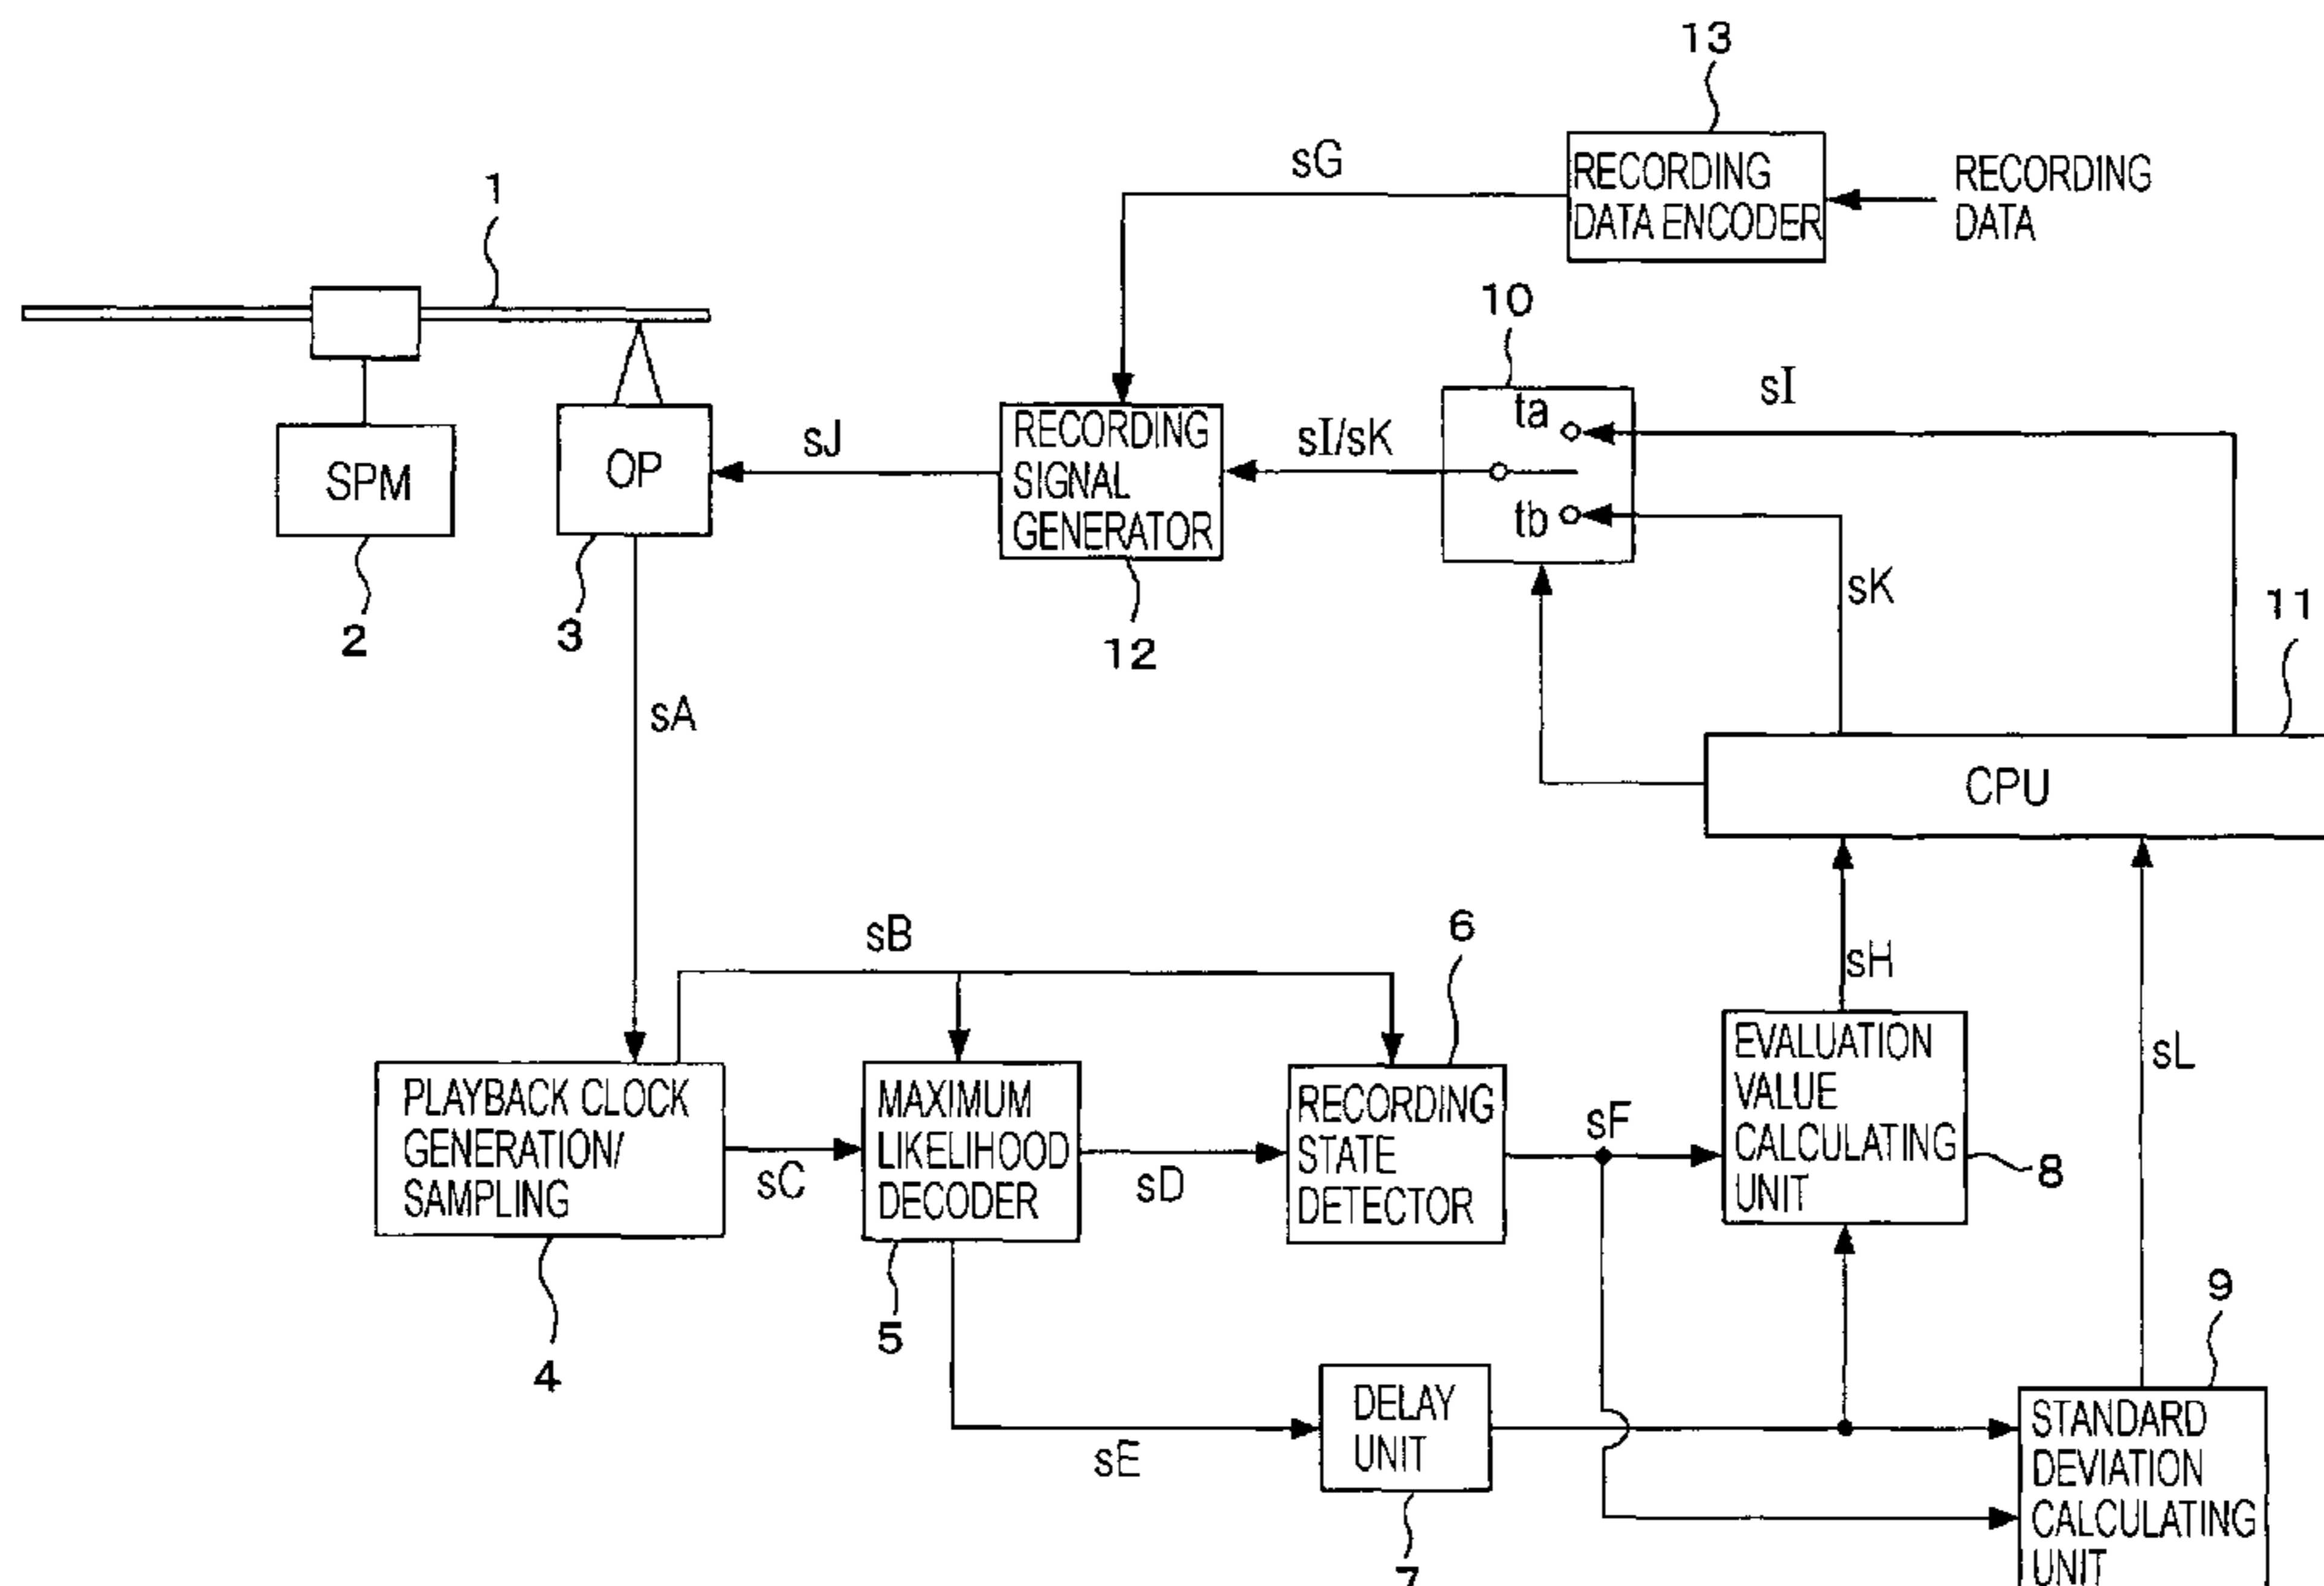 13
sG
RECORDING
DATA ENCODER
RECORDING
DATA
1
10
sI
ta
SPM
OP
sJ
RECORDING
SIGNAL
GENERATOR
sI/sK
tb
sK
11
2
3
12
sA
CPU
sB
6
sH
EVALUATION
VALUE
CALCULATING
UNIT
sL
PLAYBACK CLOCK
GENERATION/
SAMPLING
MAXIMUM
LIKELIHOOD
DECODER
RECORDING
STATE
DETECTOR
sF
sC
sD
8
4
5
9
DELAY
UNIT
sE
STANDARD
DEVIATION
CALCULATING
UNIT
7